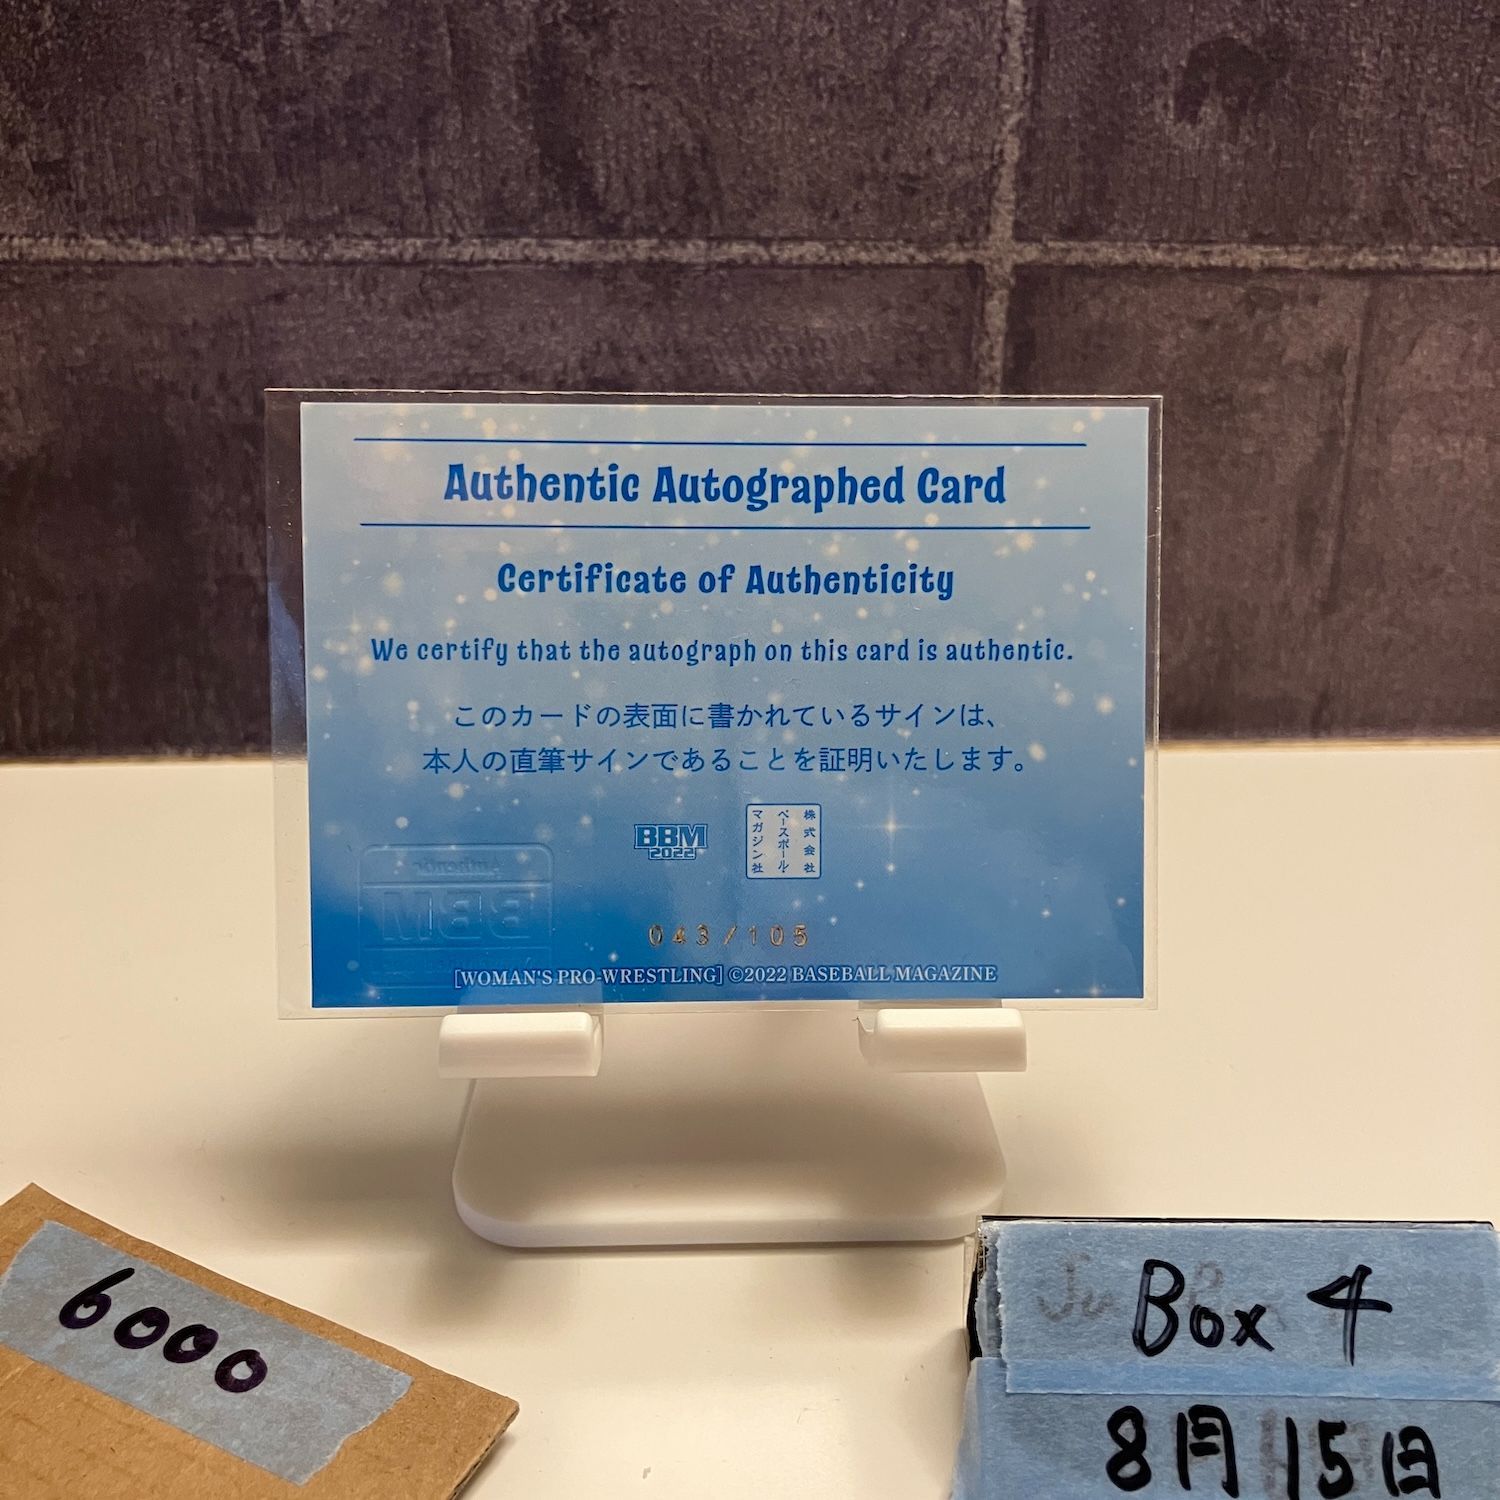 Authentic Autographed Card
Certificate of Authenticity
We certify that the autograph on this card is authentic.
このカードの表面に書かれているサインは、
本人の直筆サインであることを証明いたします。
BBM
2022
株式会社
ベースボール・
マガジン社
BBM
043/105
[WOMAN'S PRO-WRESTLING] ©2022 BASEBALL MAGAZINE
6000
Box 4
8月15日